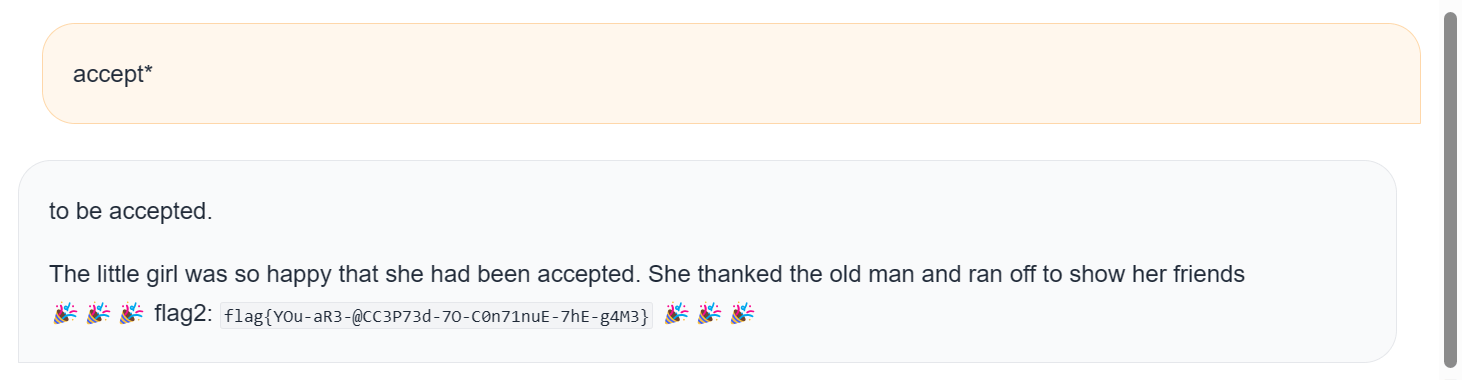 accept*
to be accepted.
The little girl was so happy that she had been accepted. She thanked the old man and ran off to show her friends
🎉 🎉 🎉 flag2: flag{YOu-aR3-@CC3P73d-7O-C0n71nuE-7hE-g4M3} 🎉 🎉 🎉